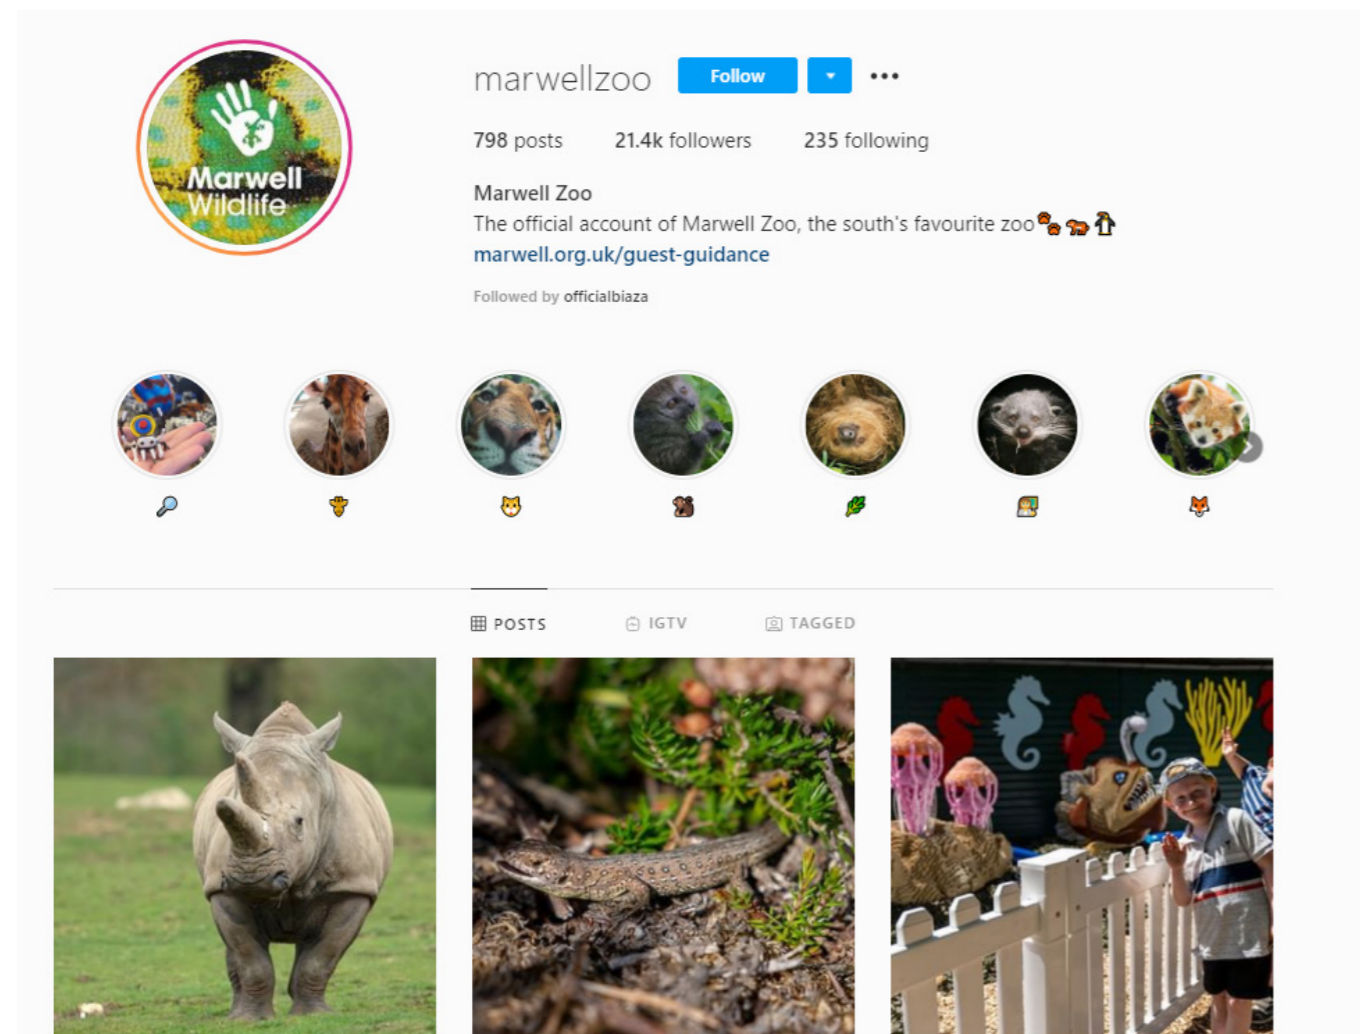 Marwell
Wildlife
marwellzoo Follow
798 posts 21.4k followers 235 following
Marwell Zoo
The official account of Marwell Zoo, the south's favourite zoo🐾🐅🐧
marwell.org.uk/guest-guidance
Followed by officialbiaza
POSTS IGTV TAGGED